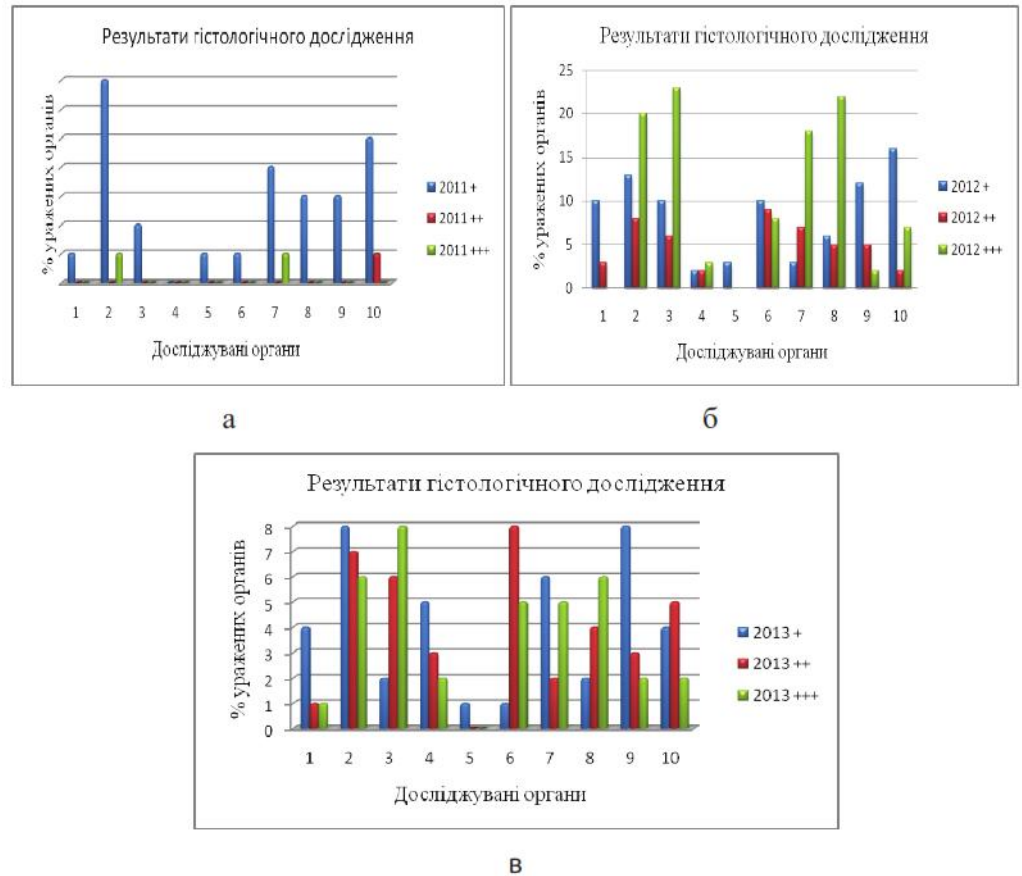 Результати гістологічного дослідження
% уражених органів
2011 +
2011 ++
2011 +++
1 2 3 4 5 6 7 8 9 10
Досліджувані органи
а
Результати гістологічного дослідження
% уражених органів
25
20
15
10
5
0
2012 +
2012 ++
2012 +++
1 2 3 4 5 6 7 8 9 10
Досліджувані органи
б
Результати гістологічного дослідження
% уражених органів
8
7
6
5
4
3
2
1
0
2013 +
2013 ++
2013 +++
1 2 3 4 5 6 7 8 9 10
Досліджувані органи
в